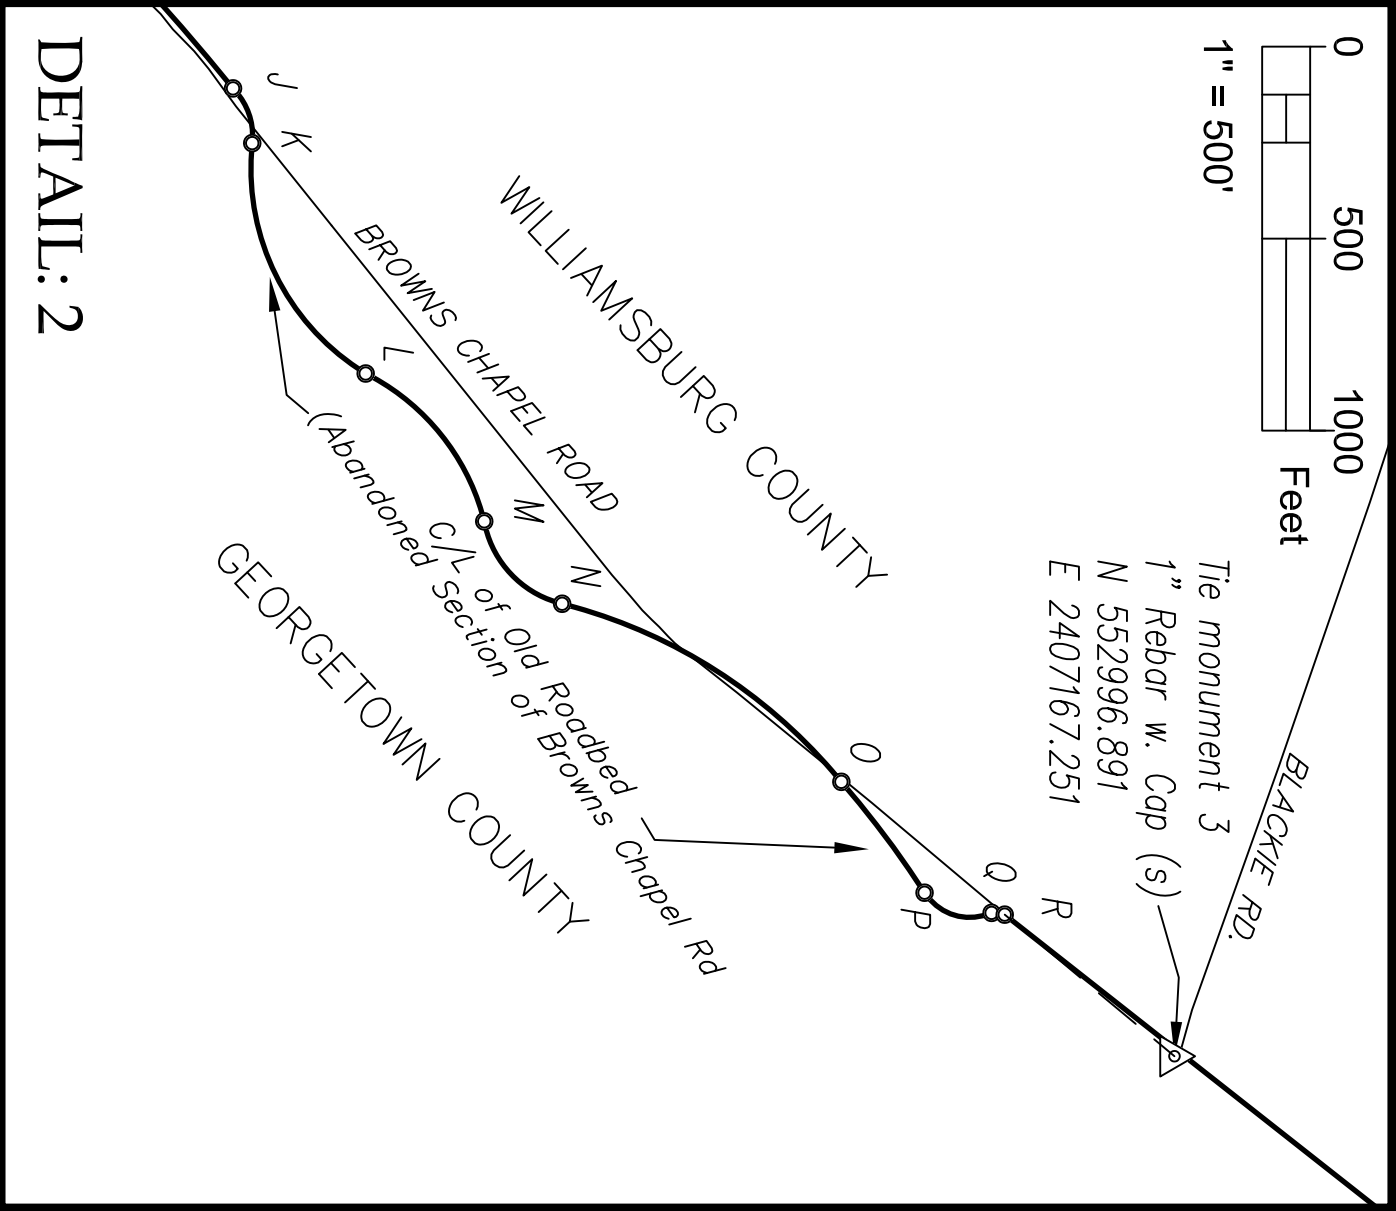 0
500
1000
Feet
1" = 500'
BLACKIE RD.
Tie monument 3
1” Rebar w. Cap (s)
N 552996.891
E 2407167.251
WILLIAMSBURG COUNTY
BROWNS CHAPEL ROAD
J
K
L
M
N
O
P
Q
R
C/L of Old Roadbed
(Abandoned Section of Browns Chapel Rd
GEORGETOWN COUNTY
DETAIL: 2